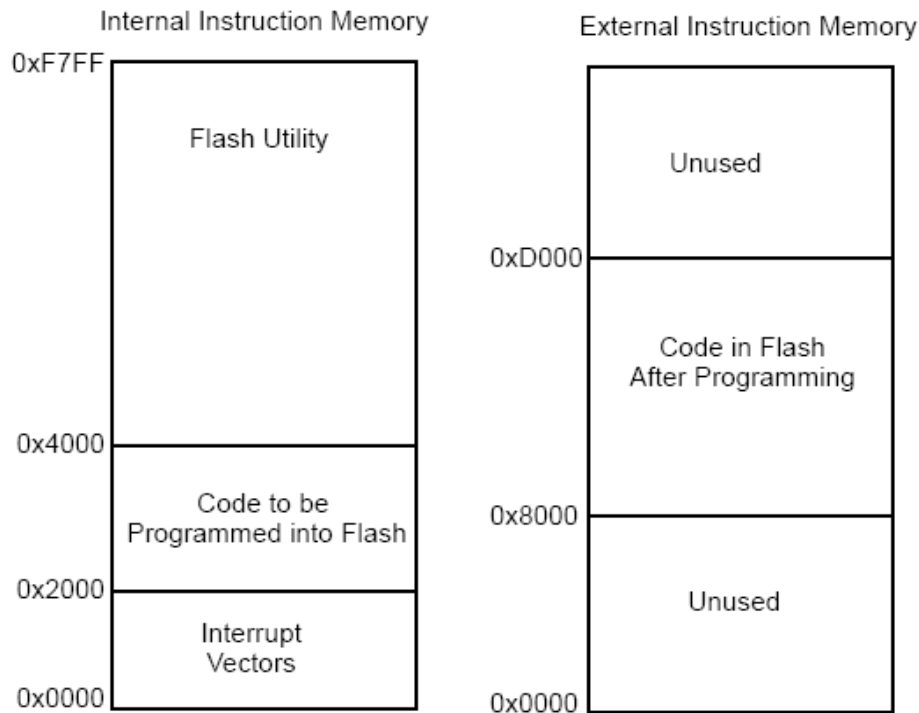 Internal Instruction Memory
0xF7FF
Flash Utility
0x4000
Code to be
Programmed into Flash
0x2000
Interrupt
Vectors
0x0000
External Instruction Memory
Unused
0xD000
Code in Flash
After Programming
0x8000
Unused
0x0000